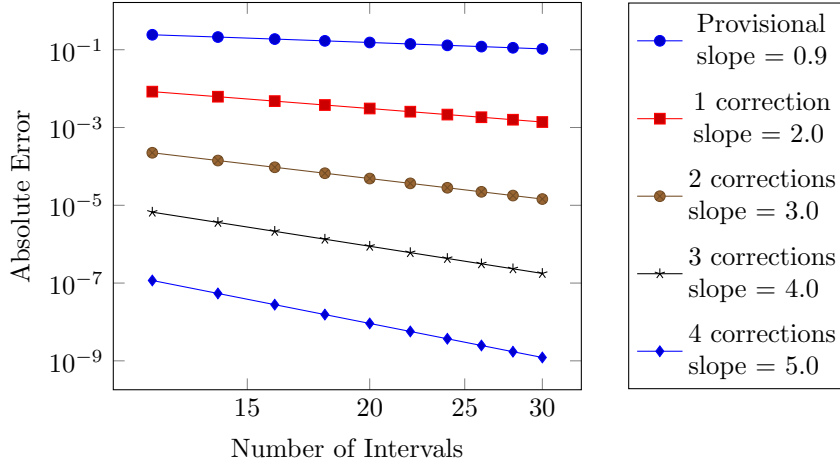 10^{-1}
10^{-3}
10^{-5}
10^{-7}
10^{-9}
Absolute Error
15
20
25
30
Number of Intervals
Provisional
slope = 0.9
1 correction
slope = 2.0
2 corrections
slope = 3.0
3 corrections
slope = 4.0
4 corrections
slope = 5.0